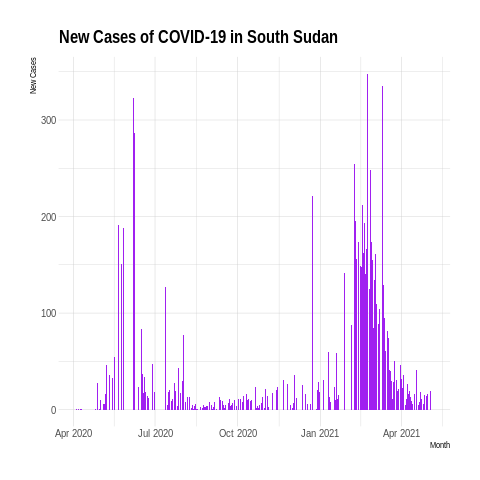 New Cases of COVID-19 in South Sudan
New Cases
300
200
100
0
Apr 2020 Jul 2020 Oct 2020 Jan 2021 Apr 2021
Month